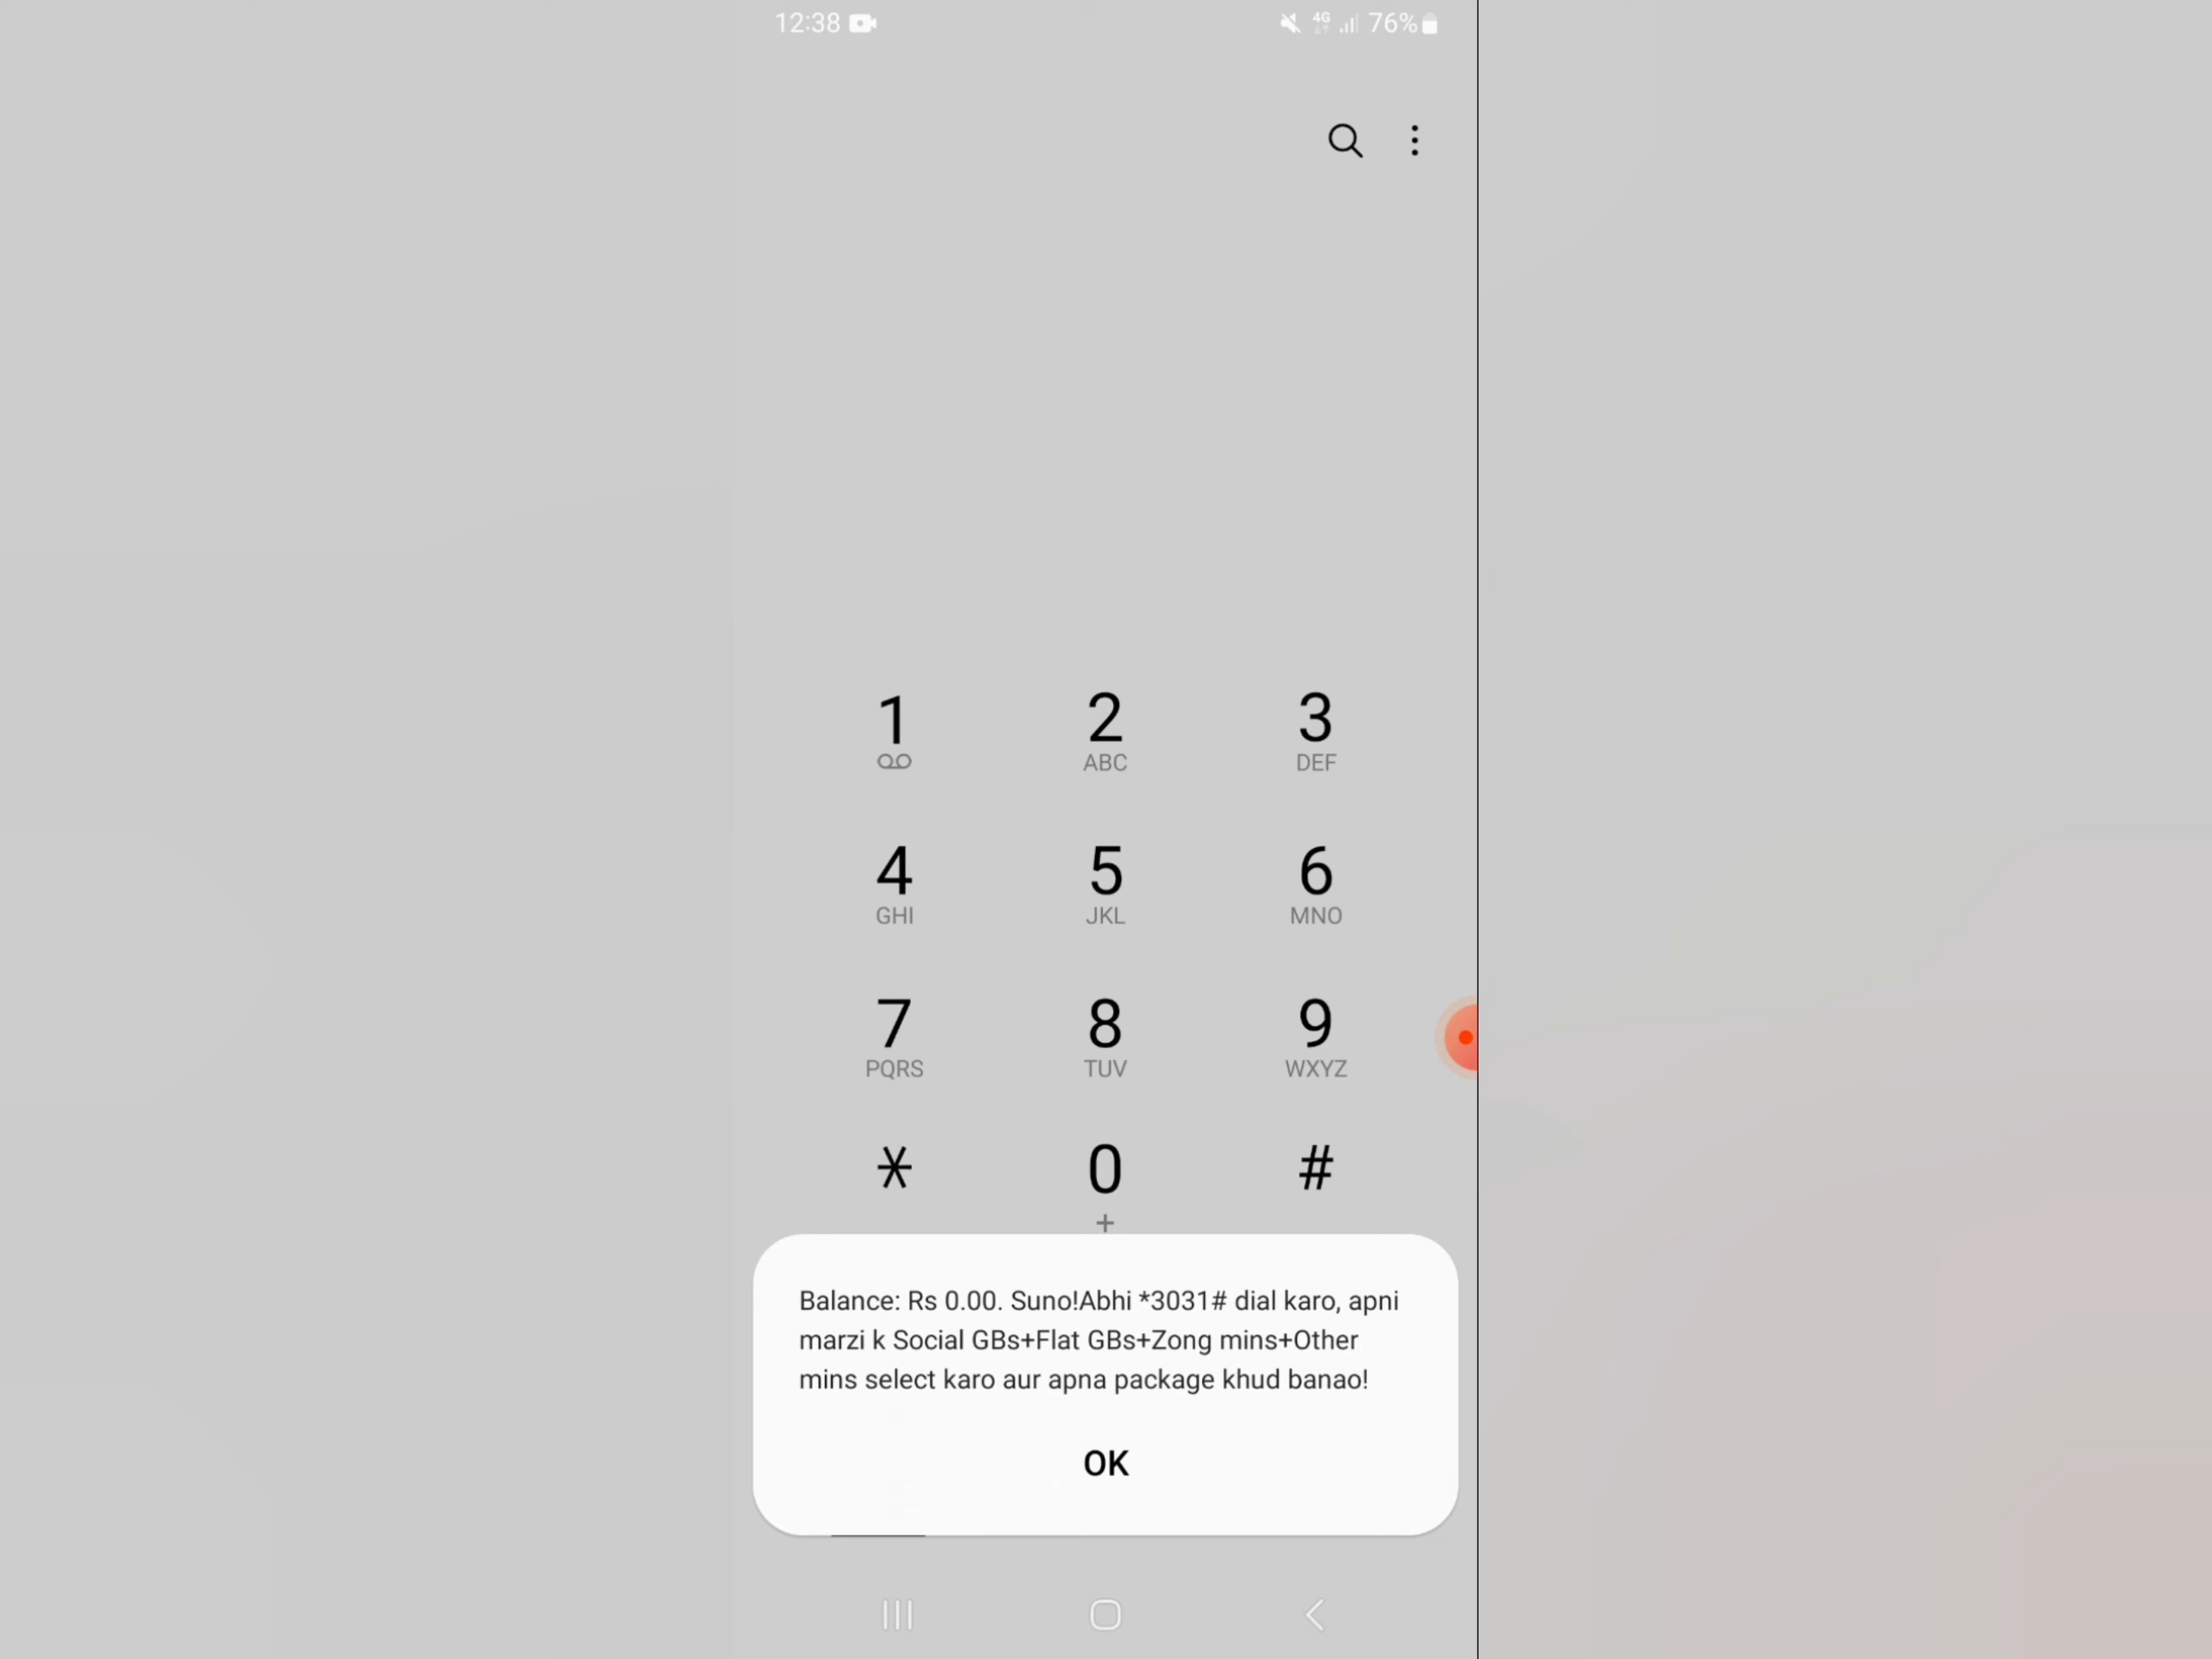 12:38 4G 76%
1 2 3
ABC DEF
4 5 6
GHI JKL MNO
7 8 9
PQRS TUV WXYZ
* 0 #
+
Balance: Rs 0.00. Suno!Abhi *3031# dial karo, apni
marzi k Social GBs+Flat GBs+Zong mins+Other
mins select karo aur apna package khud banao!
OK